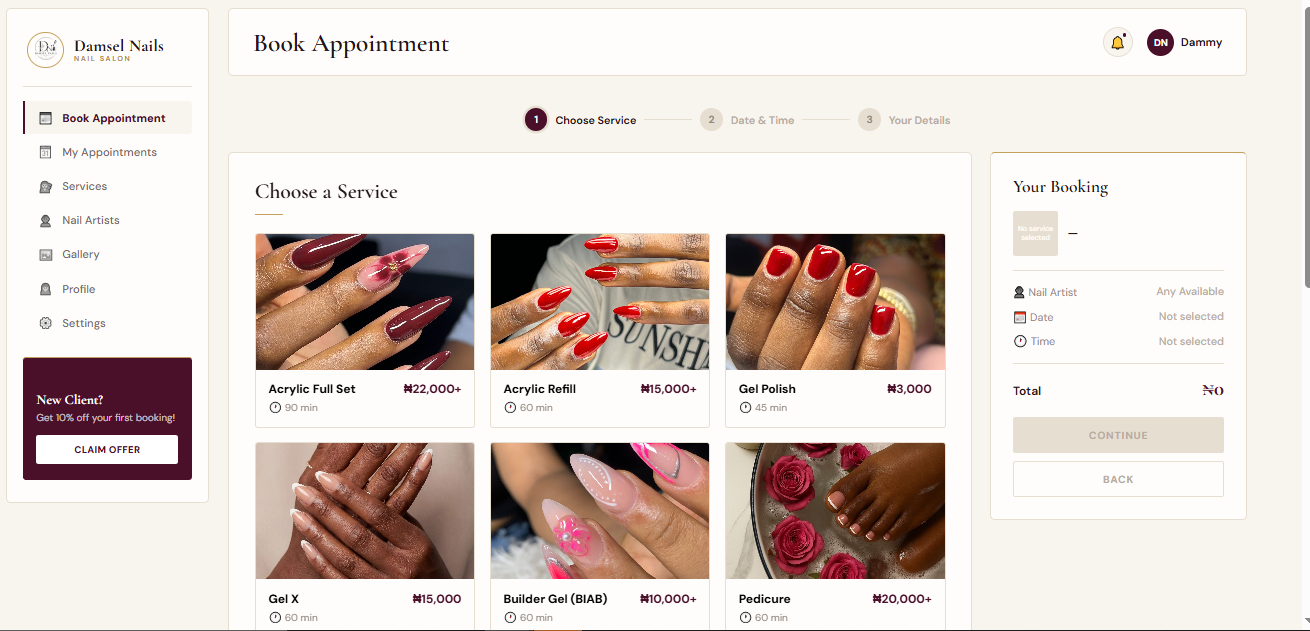 Damsel Nails
NAIL SALON
Book Appointment
My Appointments
Services
Nail Artists
Gallery
Profile
Settings
New Client?
Get 10% off your first booking!
CLAIM OFFER
Book Appointment
DN Dammy
1 Choose Service
2 Date & Time
3 Your Details
Choose a Service
SUNSH
Acrylic Full Set ₦22,000+
90 min
Acrylic Refill ₦15,000+
60 min
Gel Polish ₦3,000
45 min
Gel X ₦15,000
60 min
Builder Gel (BIAB) ₦10,000+
60 min
Pedicure ₦20,000+
60 min
Your Booking
No service
selected
—
Nail Artist Any Available
Date Not selected
Time Not selected
Total ₦0
CONTINUE
BACK